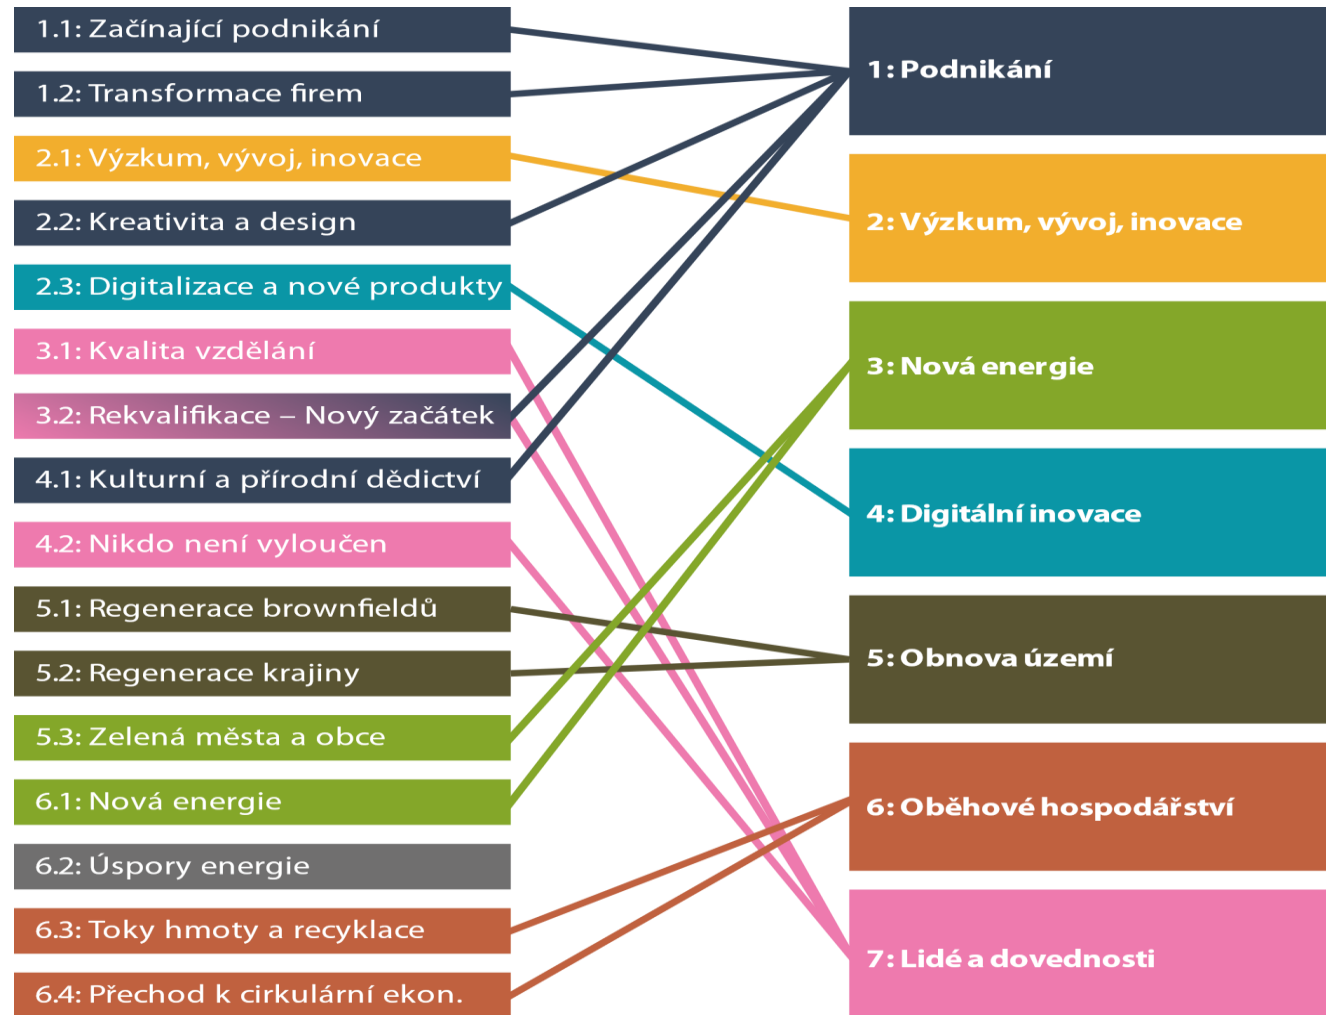 1.1: Začínající podnikání
1.2: Transformace firem
2.1: Výzkum, vývoj, inovace
2.2: Kreativita a design
2.3: Digitalizace a nové produkty
3.1: Kvalita vzdělání
3.2: Rekvalifikace – Nový začátek
4.1: Kulturní a přírodní dědictví
4.2: Nikdo není vyloučen
5.1: Regenerace brownfieldů
5.2: Regenerace krajiny
5.3: Zelená města a obce
6.1: Nová energie
6.2: Úspory energie
6.3: Toky hmoty a recyklace
6.4: Přechod k cirkulární ekon.
1: Podnikání
2: Výzkum, vývoj, inovace
3: Nová energie
4: Digitální inovace
5: Obnova území
6: Oběhové hospodářství
7: Lidé a dovednosti